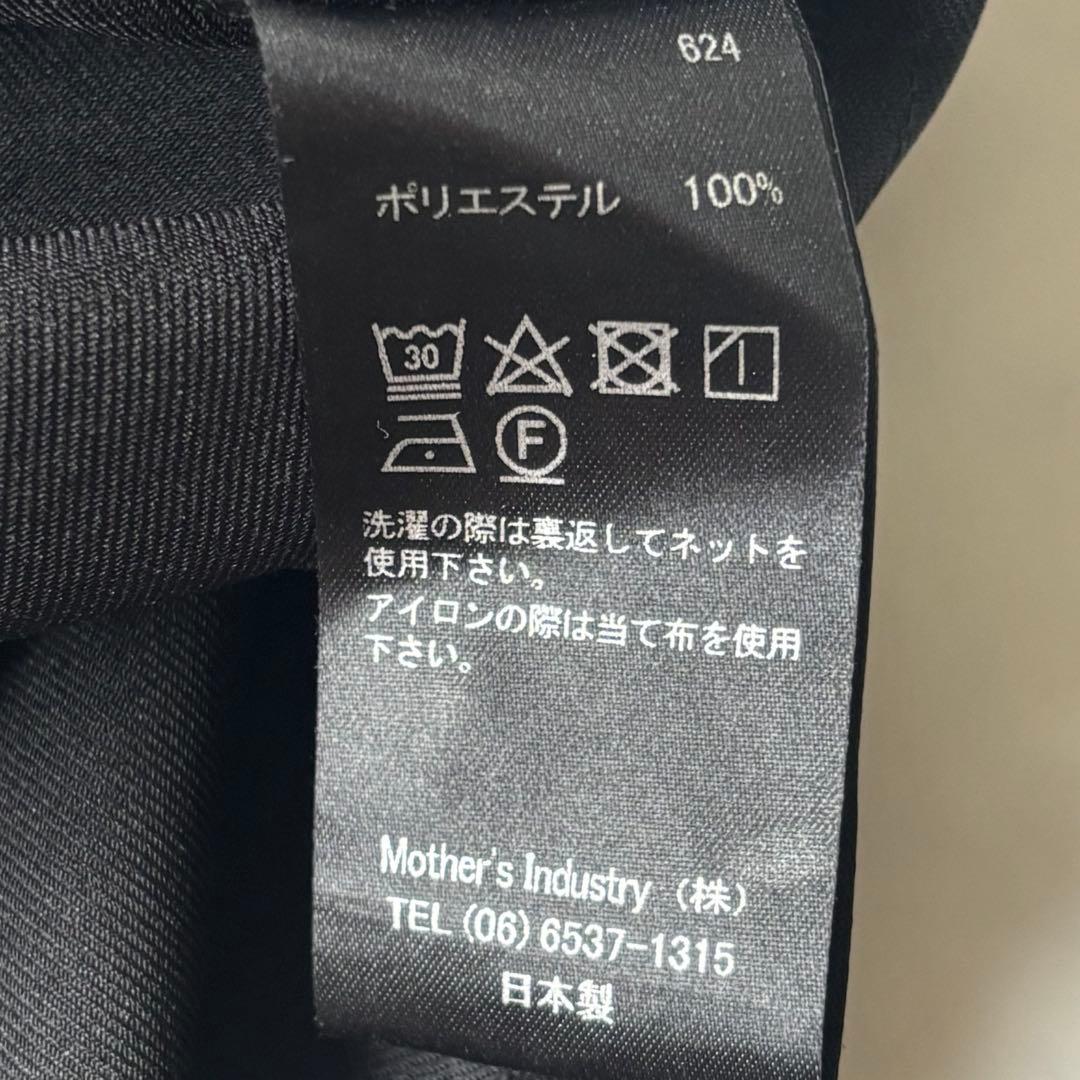 624
ポリエステル 100%
30
F
洗濯の際は裏返してネットを
使用下さい。
アイロンの際は当て布を使用
下さい。
Mother's Industry (株)
TEL (06) 6537-1315
日本製